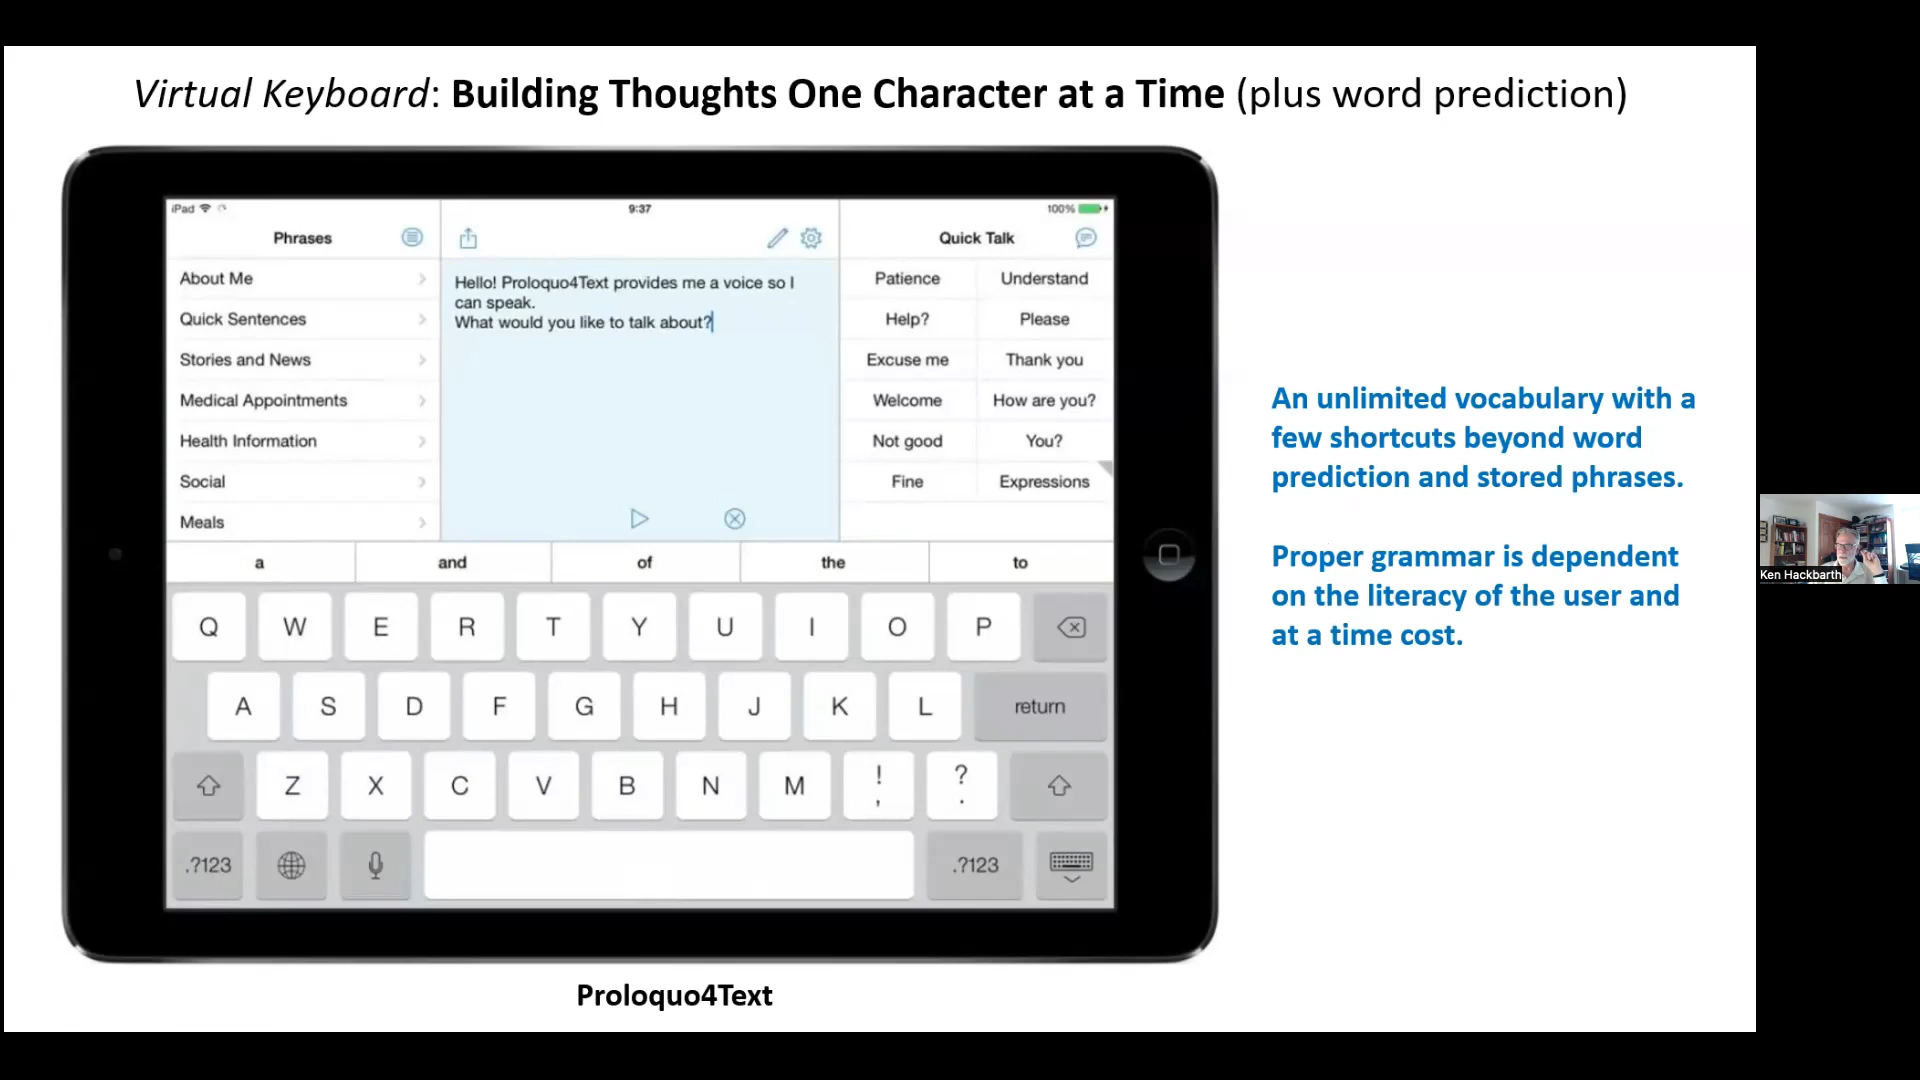 Virtual Keyboard: Building Thoughts One Character at a Time (plus word prediction)
iPad
9:37
100%
Phrases
Quick Talk
About Me
Quick Sentences
Stories and News
Medical Appointments
Health Information
Social
Meals
Hello! Proloquo4Text provides me a voice so I
can speak.
What would you like to talk about?
Patience Understand
Help? Please
Excuse me Thank you
Welcome How are you?
Not good You?
Fine Expressions
a and of the to
Q W E R T Y U I O P
A S D F G H J K L return
Z X C V B N M ! , ? .
.?123 .?123
Proloquo4Text
An unlimited vocabulary with a
few shortcuts beyond word
prediction and stored phrases.
Proper grammar is dependent
on the literacy of the user and
at a time cost.
Ken Hackbarth